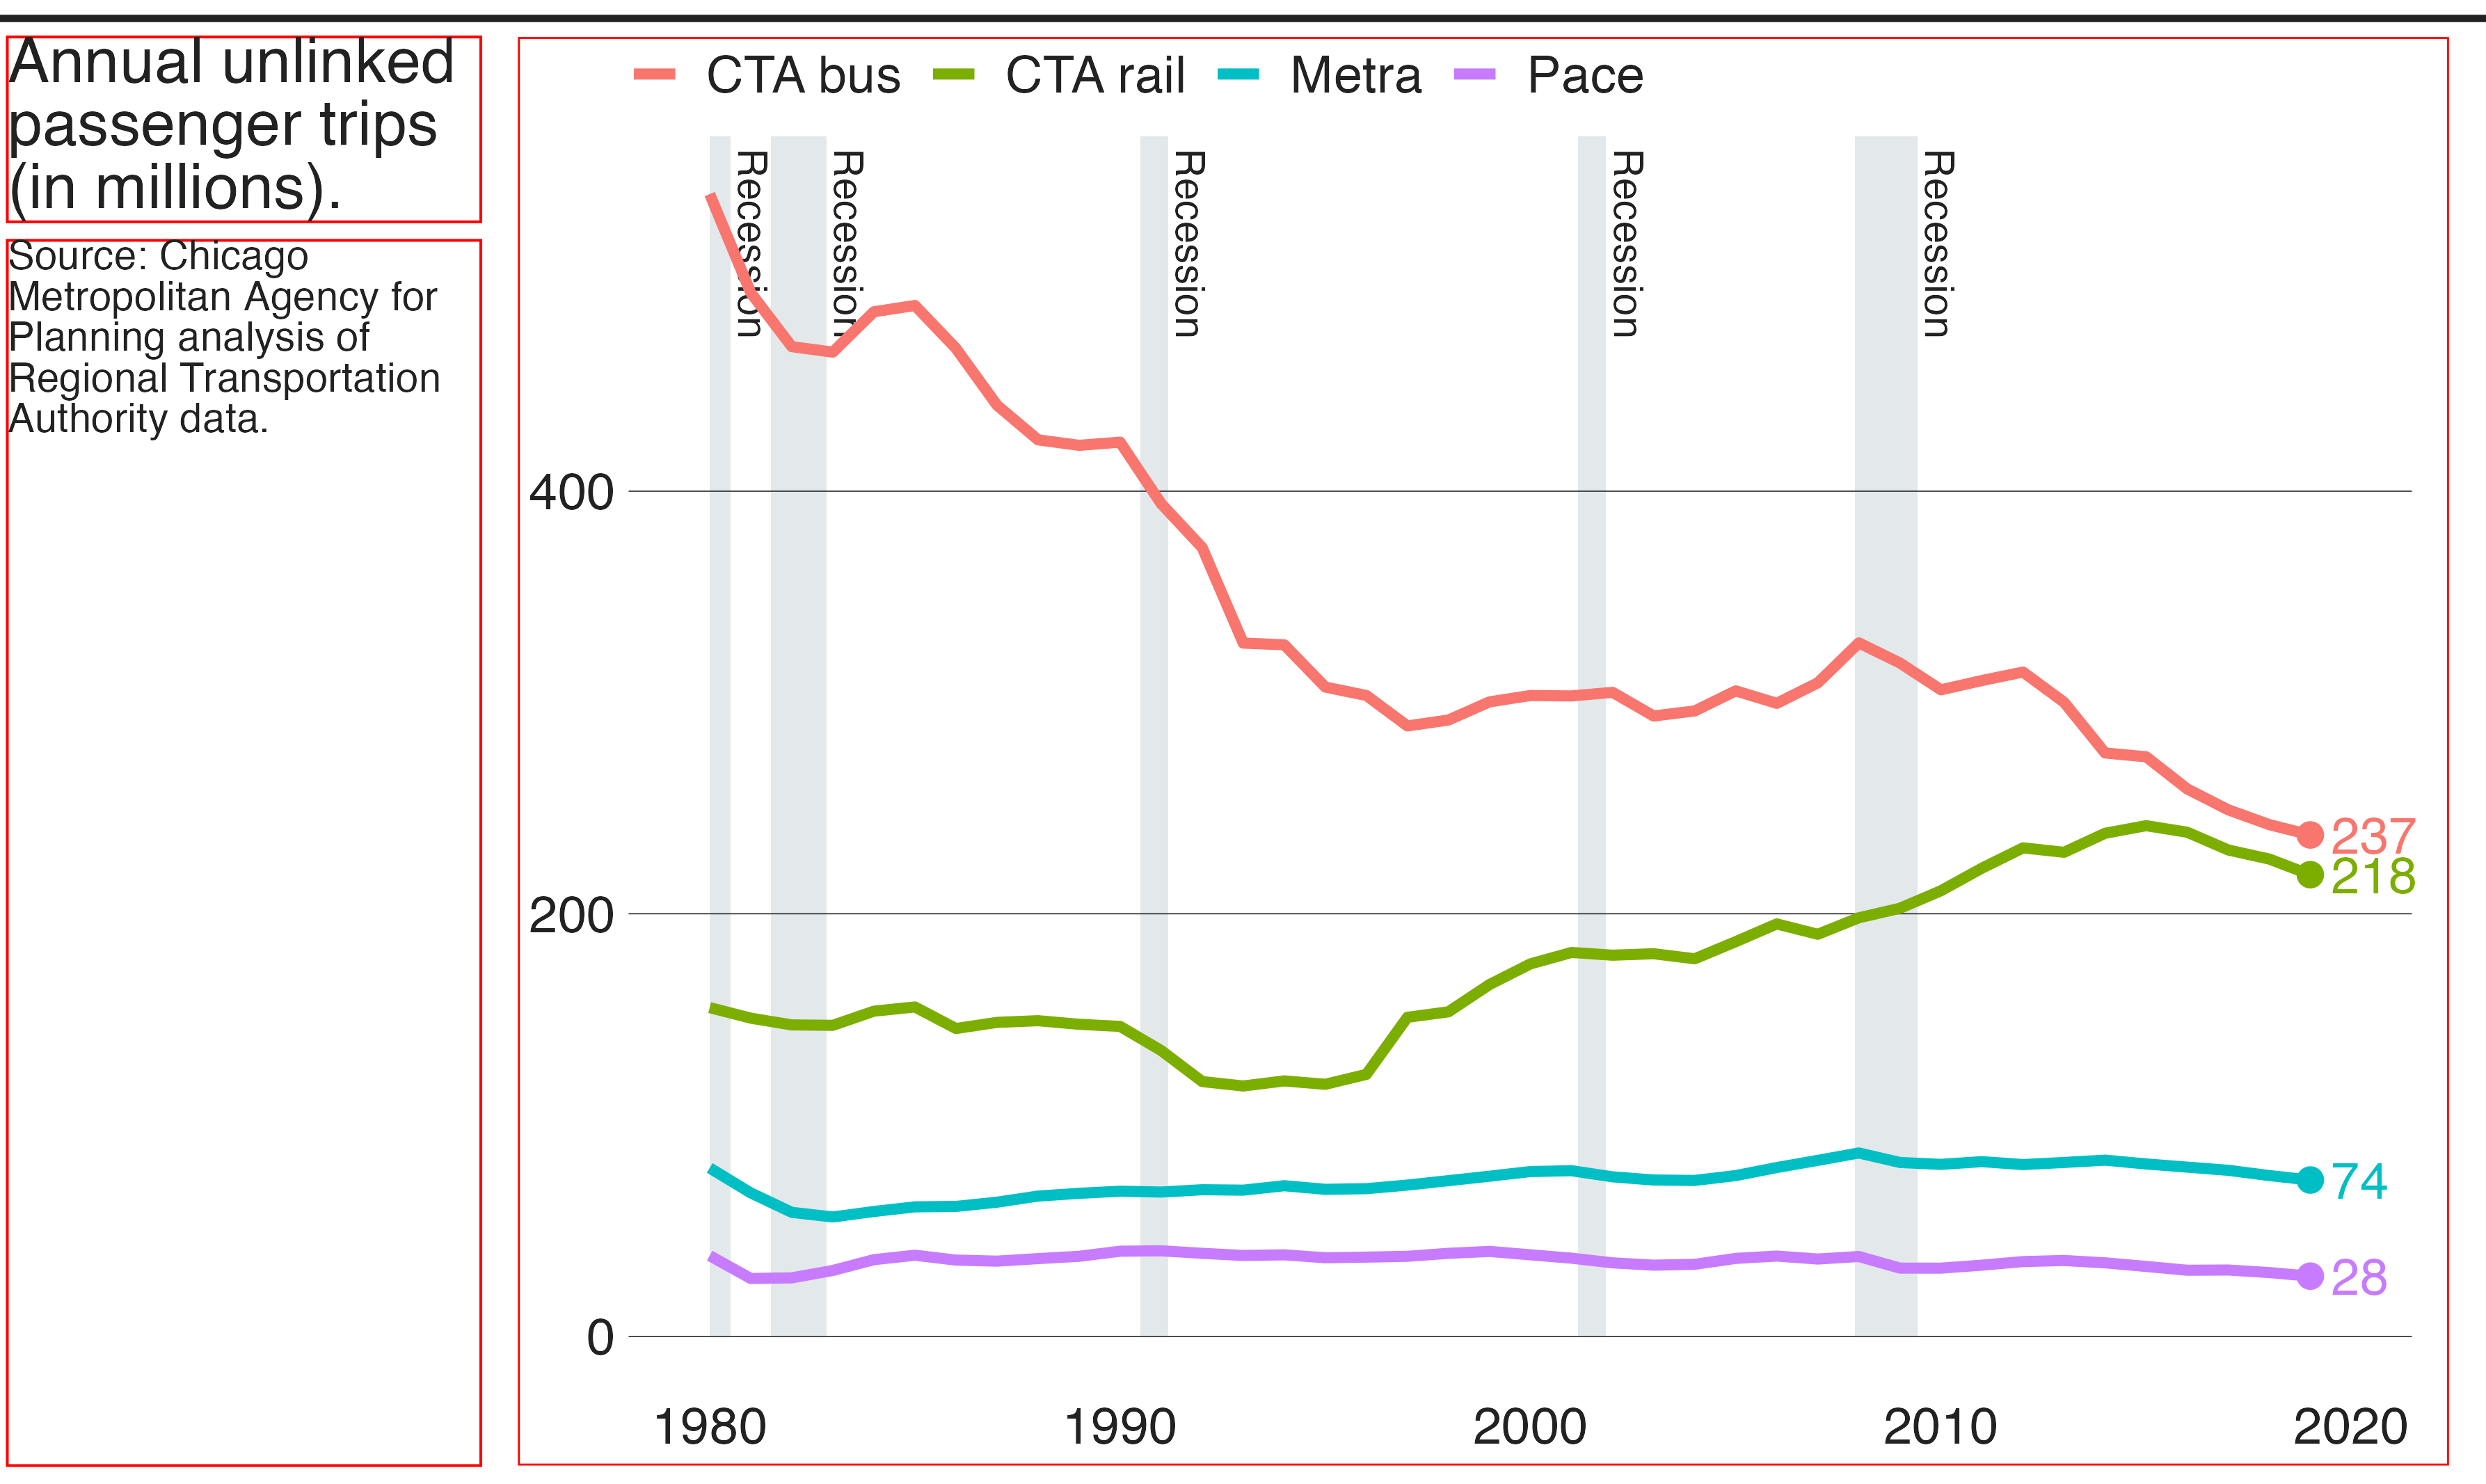 Annual unlinked
passenger trips
(in millions).
Source: Chicago
Metropolitan Agency for
Planning analysis of
Regional Transportation
Authority data.
CTA bus CTA rail Metra Pace
Recession
Recession
Recession
Recession
Recession
400
200
0
237
218
74
28
1980 1990 2000 2010 2020